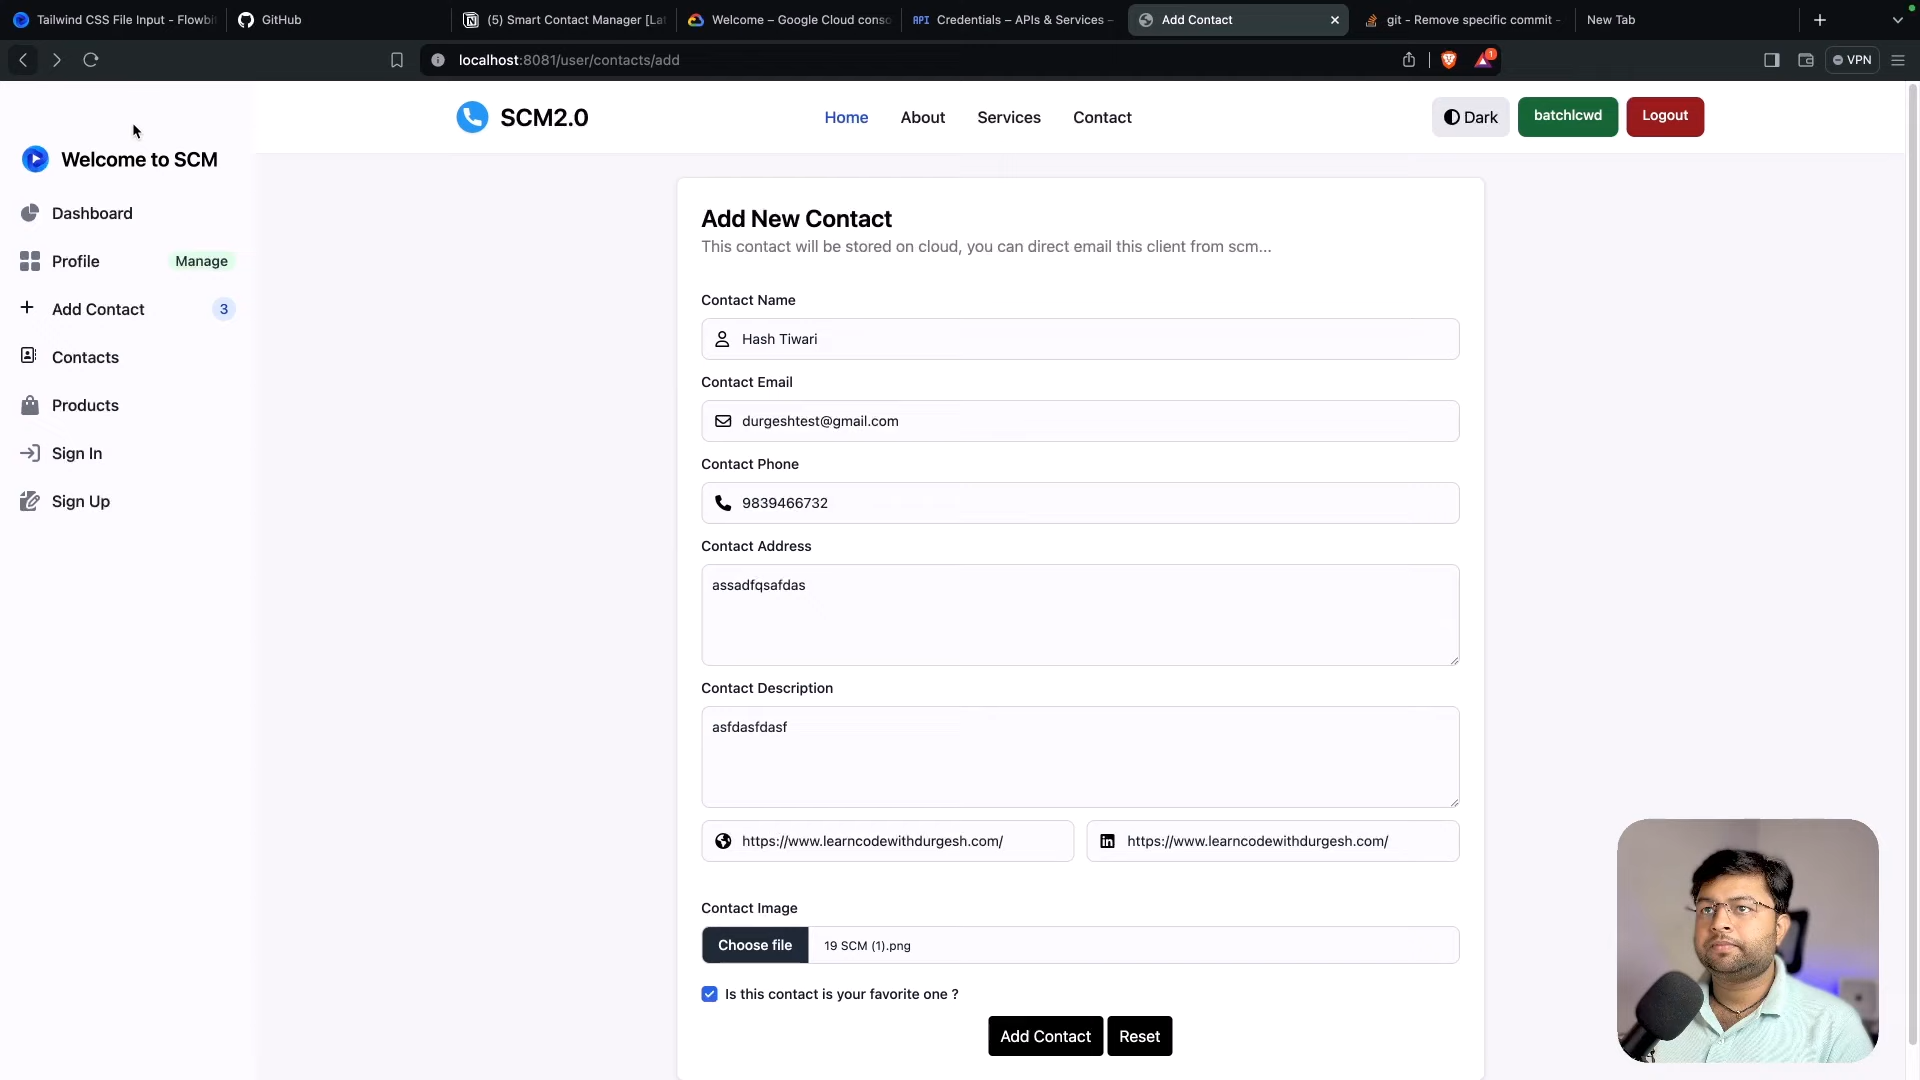 Tailwind CSS File Input - Flowbi
GitHub
(5) Smart Contact Manager [Lat
Welcome – Google Cloud conso
API Credentials – APIs & Services –
Add Contact
git - Remove specific commit -
New Tab
localhost:8081/user/contacts/add
1
VPN
Welcome to SCM
Dashboard
Profile Manage
Add Contact 3
Contacts
Products
Sign In
Sign Up
SCM2.0
Home About Services Contact
Dark
batchlcwd
Logout
Add New Contact
This contact will be stored on cloud, you can direct email this client from scm...
Contact Name
Hash Tiwari
Contact Email
durgeshtest@gmail.com
Contact Phone
9839466732
Contact Address
assadfqsafdas
Contact Description
asfdasfdasf
https://www.learncodewithdurgesh.com/
https://www.learncodewithdurgesh.com/
Contact Image
Choose file 19 SCM (1).png
Is this contact is your favorite one ?
Add Contact Reset